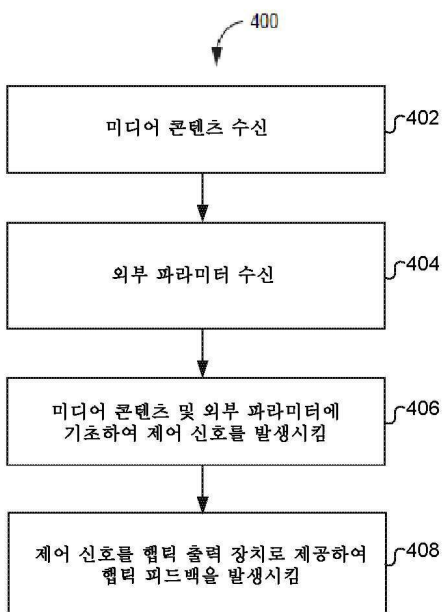 400
미디어 콘텐츠 수신
402
외부 파라미터 수신
404
미디어 콘텐츠 및 외부 파라미터에
기초하여 제어 신호를 발생시킴
406
제어 신호를 햅틱 출력 장치로 제공하여
햅틱 피드백을 발생시킴
408